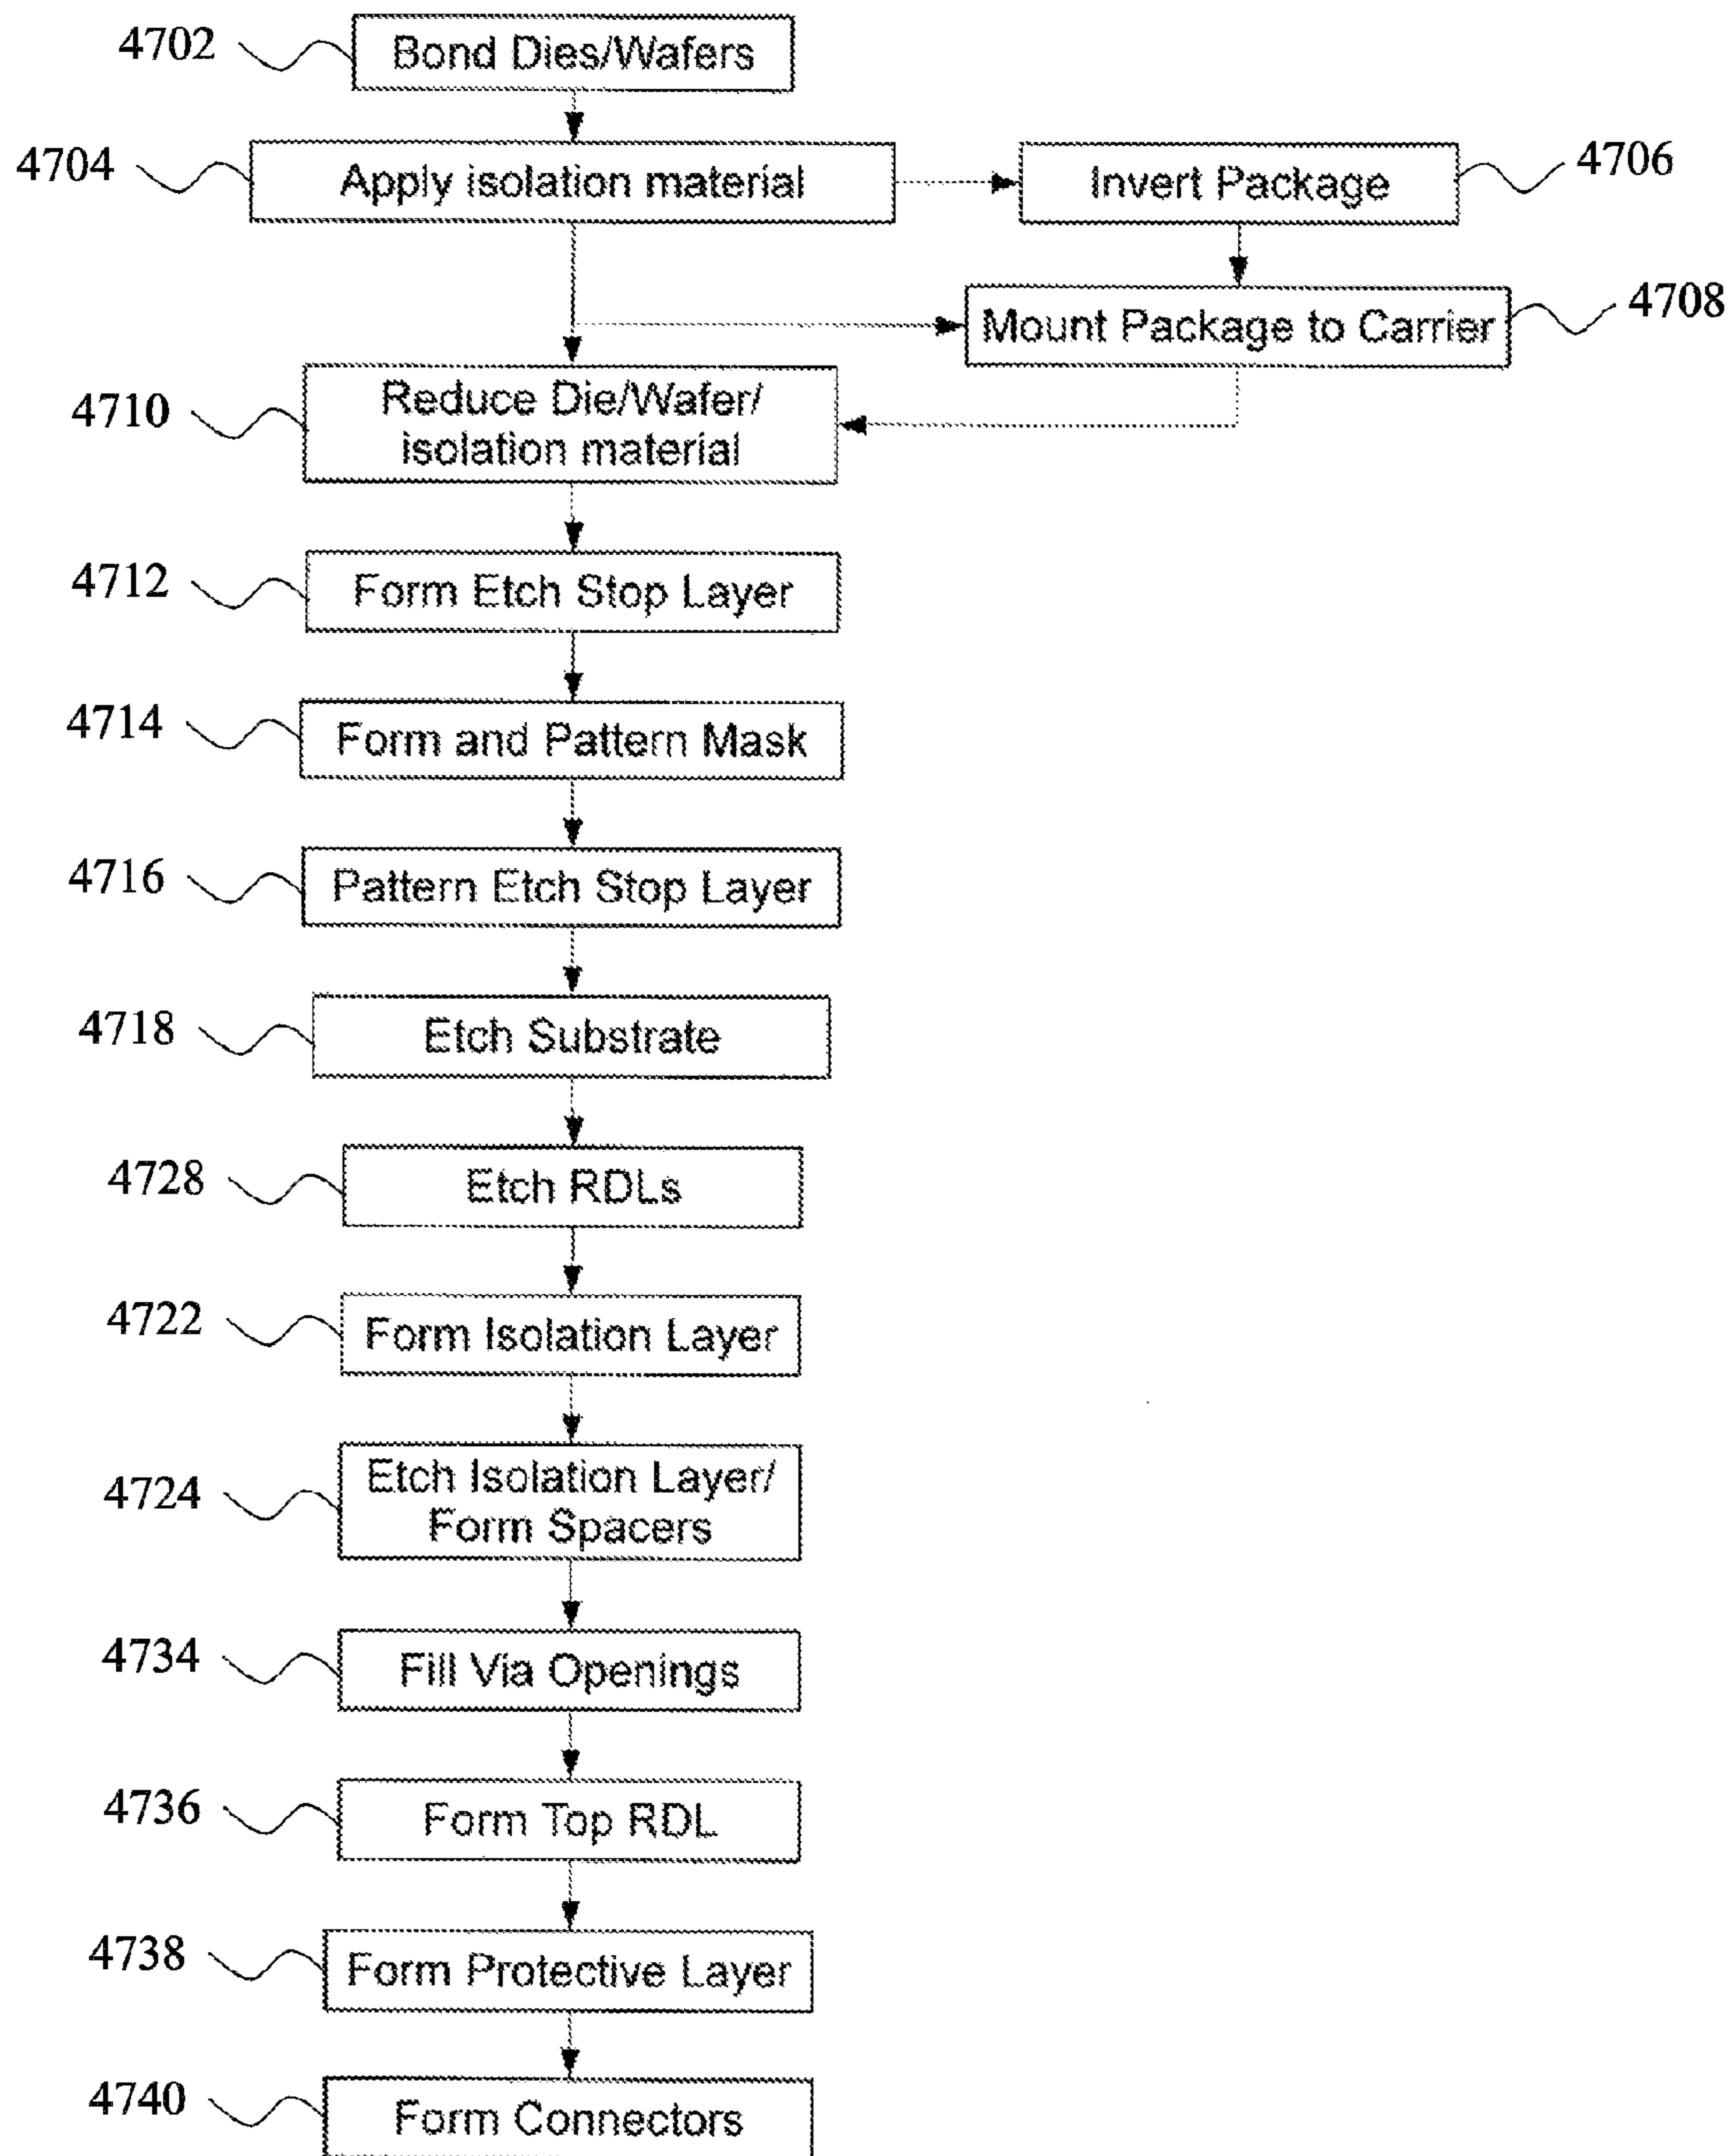 4702
Bond Dies/Wafers
4704
Apply isolation material
Invert Package
4706
Mount Package to Carrier
4708
4710
Reduce Die/Wafer/
isolation material
4712
Form Etch Stop Layer
4714
Form and Pattern Mask
4716
Pattern Etch Stop Layer
4718
Etch Substrate
4728
Etch RDLs
4722
Form Isolation Layer
4724
Etch Isolation Layer/
Form Spacers
4734
Fill Via Openings
4736
Form Top RDL
4738
Form Protective Layer
4740
Form Connectors